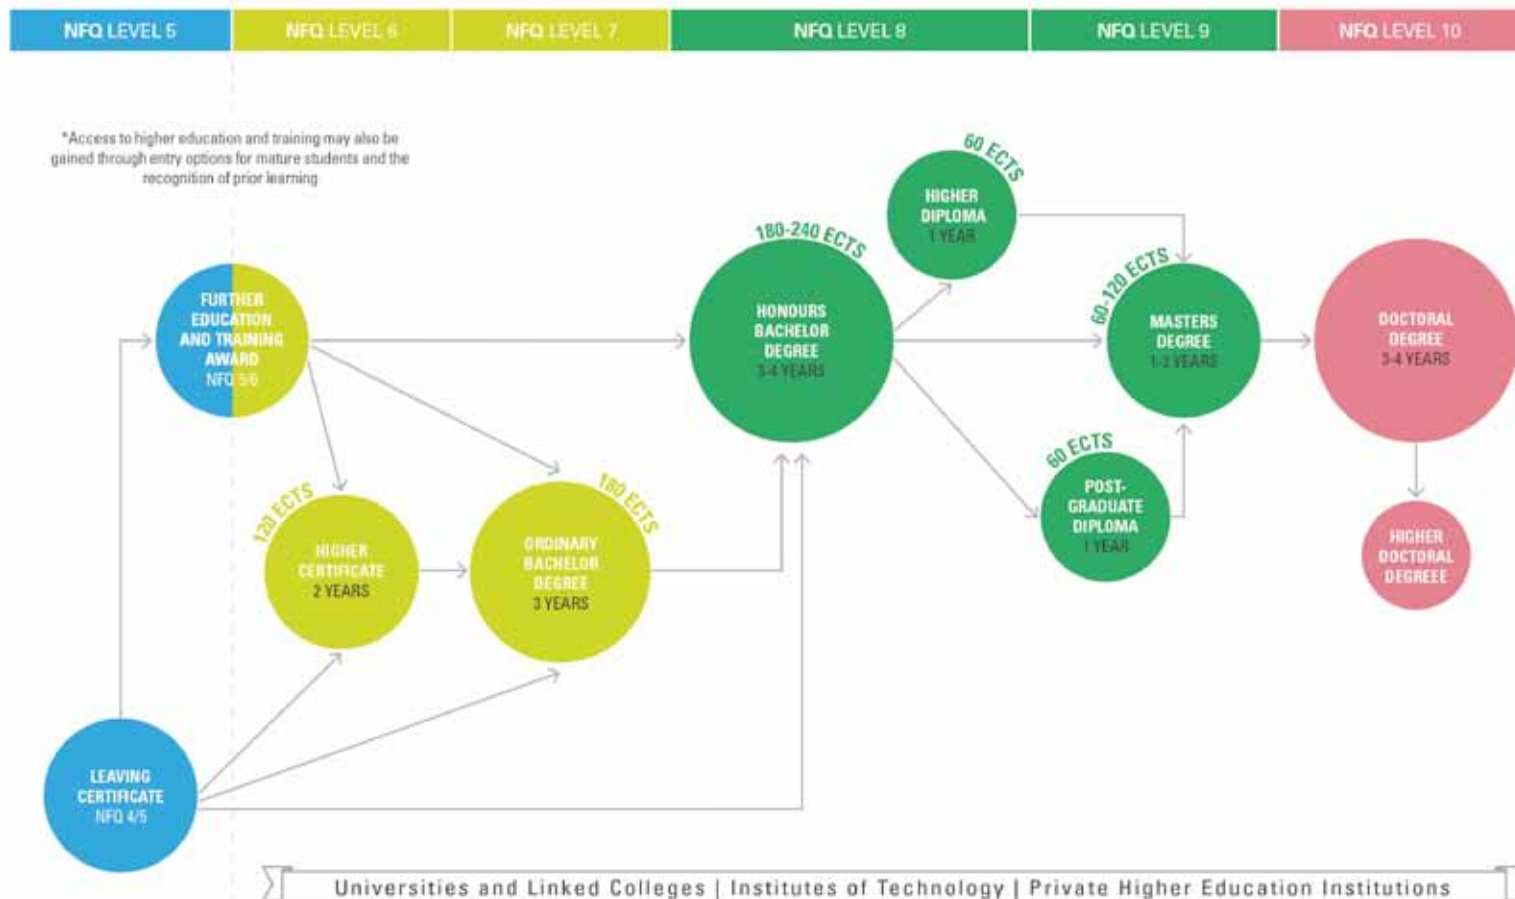 NFQ LEVEL 5
NFQ LEVEL 6
NFQ LEVEL 7
NFQ LEVEL 8
NFQ LEVEL 9
NFQ LEVEL 10
*Access to higher education and training may also be
gained through entry options for mature students and the
recognition of prior learning
60 ECTS
HIGHER
DIPLOMA
1 YEAR
180-240 ECTS
HONOURS
BACHELOR
DEGREE
3-4 YEARS
60-120 ECTS
MASTERS
DEGREE
1-2 YEARS
DOCTORAL
DEGREE
3-4 YEARS
FURTHER
EDUCATION
AND TRAINING
AWARD
NFQ 5/6
120 ECTS
HIGHER
CERTIFICATE
2 YEARS
180 ECTS
ORDINARY
BACHELOR
DEGREE
3 YEARS
60 ECTS
POST-
GRADUATE
DIPLOMA
1 YEAR
HIGHER
DOCTORAL
DEGREEE
LEAVING
CERTIFICATE
NFQ 4/5
Universities and Linked Colleges | Institutes of Technology | Private Higher Education Institutions